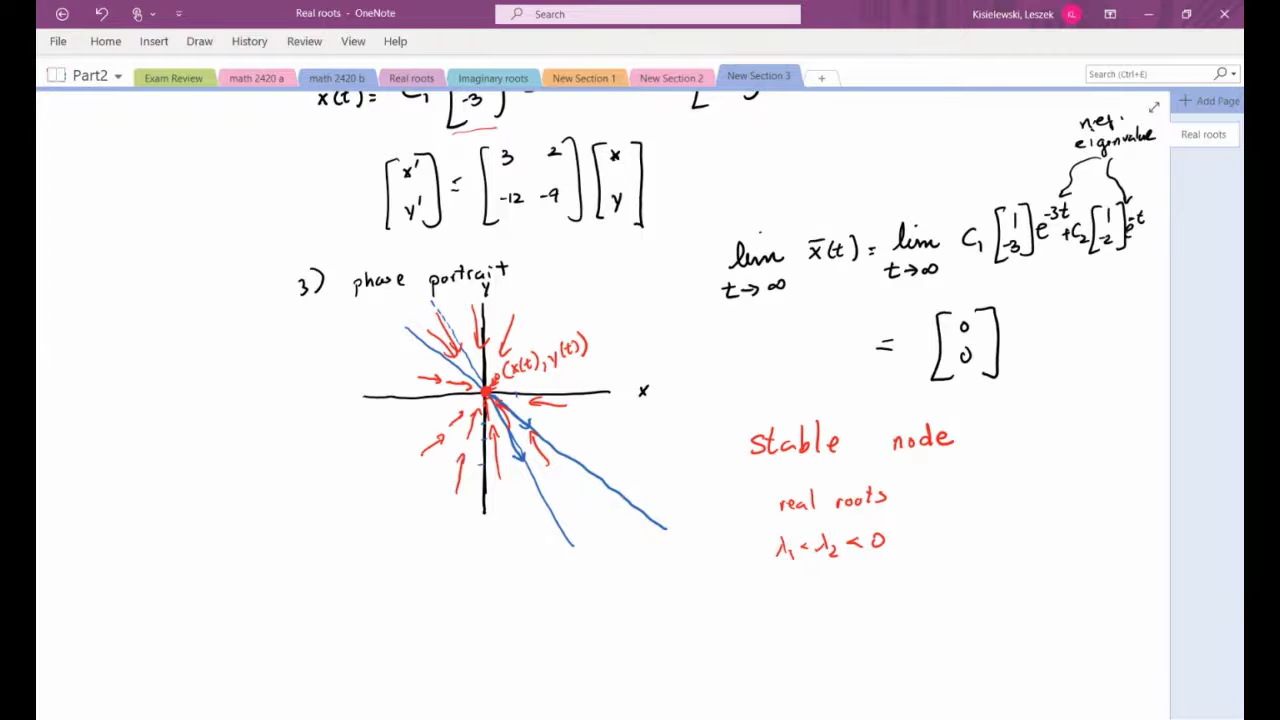 Real roots - OneNote
Search
Kisielewski, Leszek
KL
File Home Insert Draw History Review View Help
Part2
Exam Review
math 2420 a
math 2420 b
Real roots
Imaginary roots
New Section 1
New Section 2
New Section 3
+
Search (Ctrl+E)
+ Add Page
Real roots
x(t) = C₁ [ -3 ]
[ x' y' ] = [ 3 2 -12 -9 ] [ x y ]
neg.
eigenvalue
lim x̄(t) = lim C₁ [ 1 -3 ] e^-3t + C₂ [ 1 -2 ] e^-t
t→∞ t→∞
= [ 0 0 ]
3) phase portrait
y
(x(t), y(t))
x
Stable node
real roots
λ₁ < λ₂ < 0